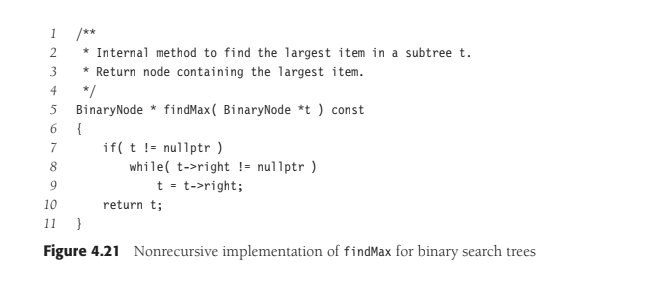 1 /**
2  * Internal method to find the largest item in a subtree t.
3  * Return node containing the largest item.
4  */
5 BinaryNode * findMax( BinaryNode *t ) const
6 {
7     if( t != nullptr )
8         while( t->right != nullptr )
9             t = t->right;
10     return t;
11 }
Figure 4.21 Nonrecursive implementation of findMax for binary search trees